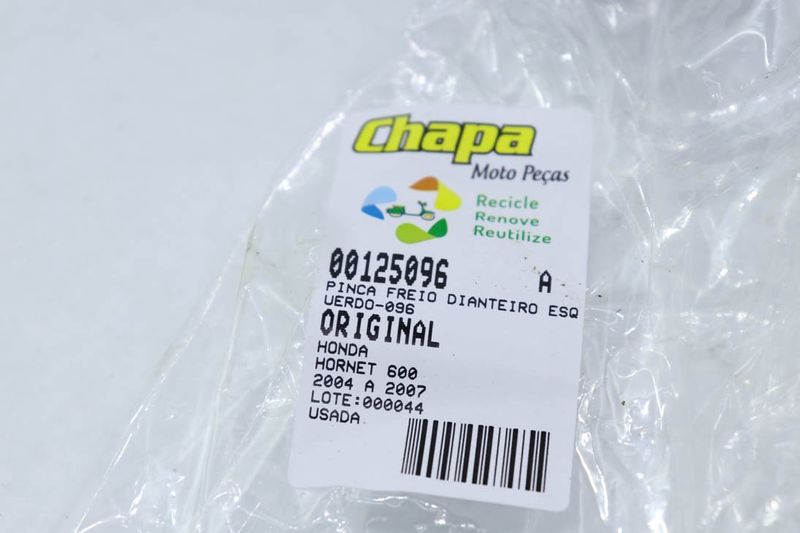 Chapa
Moto Peças
Recicle
Renove
Reutilize
00125096 A
PINCA FREIO DIANTEIRO ESQ
UERDO-096
ORIGINAL
HONDA
HORNET 600
2004 A 2007
LOTE:000044
USADA